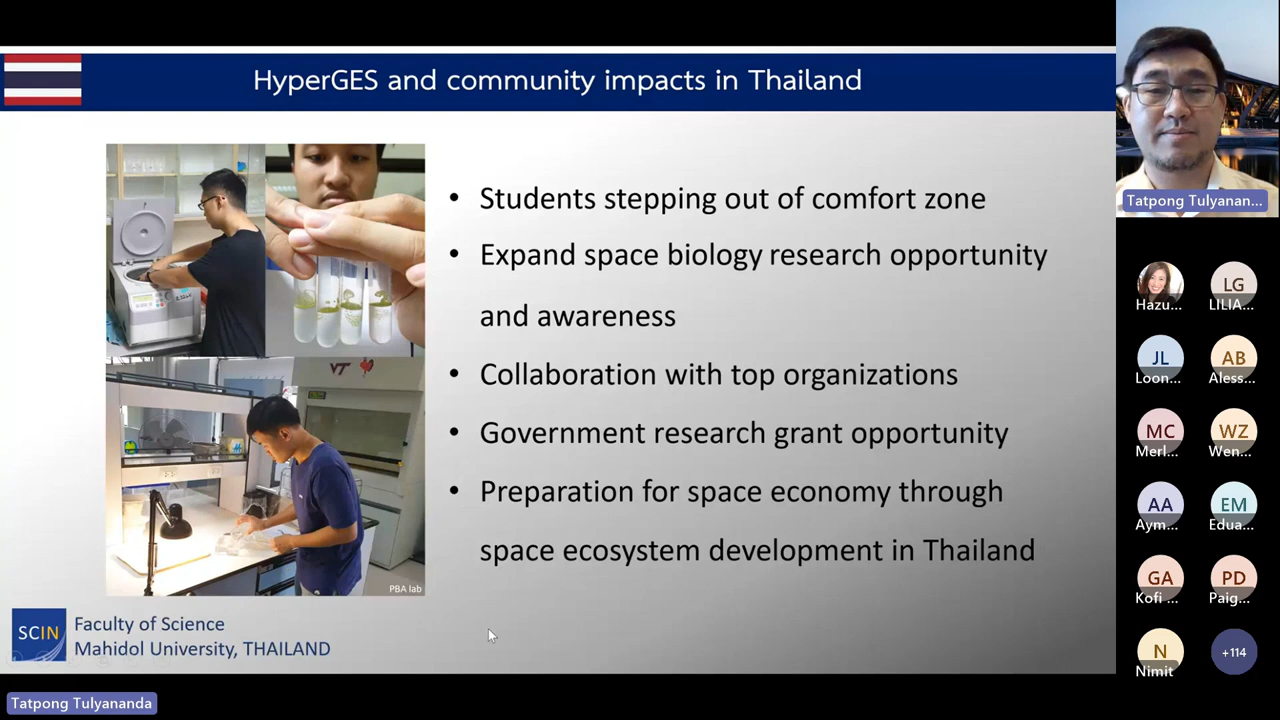 HyperGES and community impacts in Thailand
• Students stepping out of comfort zone
• Expand space biology research opportunity
and awareness
• Collaboration with top organizations
• Government research grant opportunity
• Preparation for space economy through
space ecosystem development in Thailand
VT
PBA lab
SCIN
Faculty of Science
Mahidol University, THAILAND
Tatpong Tulyananda
Tatpong Tulyanan...
Hazu...
LG
LILIA...
JL
Loon...
AB
Aless...
MC
Merl...
WZ
Wen...
AA
Aym...
EM
Edua...
GA
Kofi ...
PD
Paig...
N
Nimit
+114